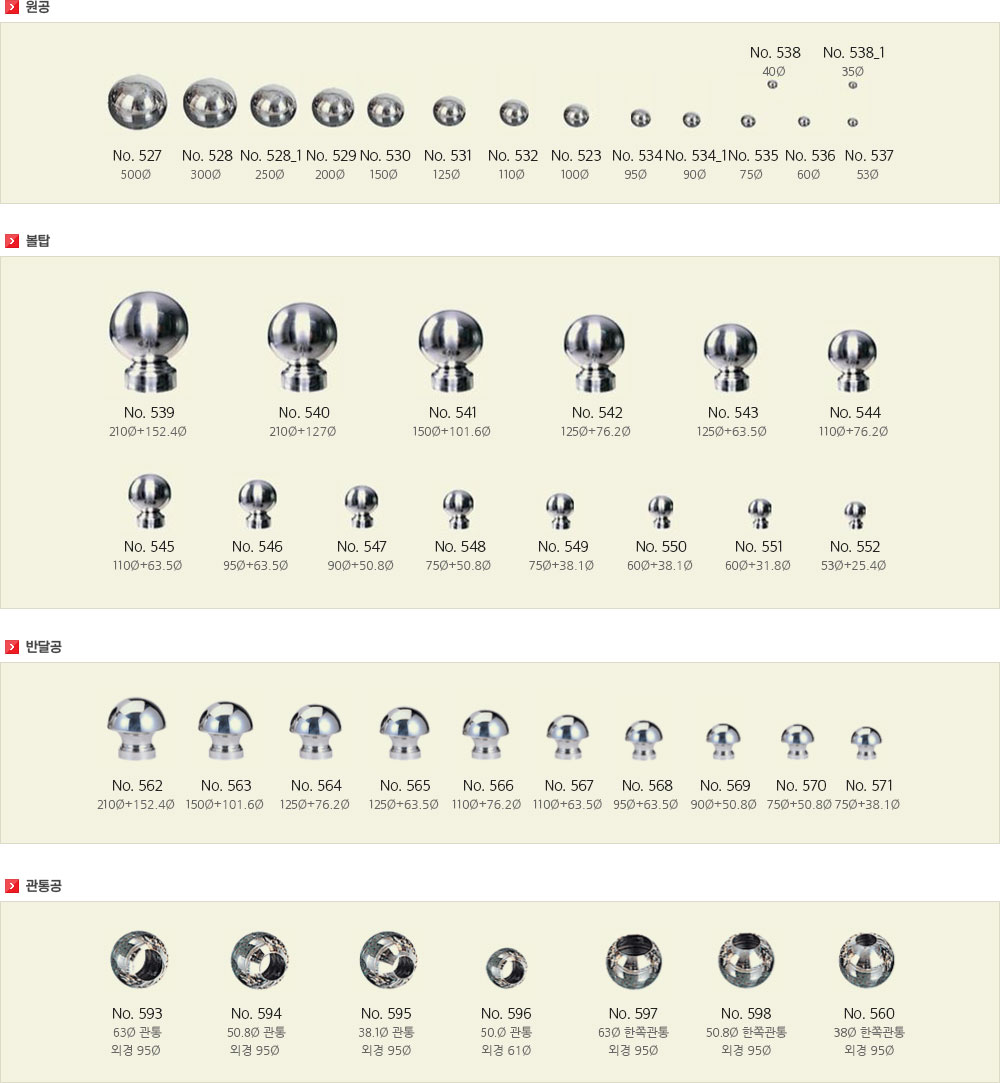 원공
No. 538 No. 538_1
40Ø 35Ø
No. 527 No. 528 No. 528_1 No. 529 No. 530 No. 531 No. 532 No. 523 No. 534 No. 534_1 No. 535 No. 536 No. 537
500Ø 300Ø 250Ø 200Ø 150Ø 125Ø 110Ø 100Ø 95Ø 90Ø 75Ø 60Ø 53Ø
볼탑
No. 539 No. 540 No. 541 No. 542 No. 543 No. 544
210Ø+152.4Ø 210Ø+127Ø 150Ø+101.6Ø 125Ø+76.2Ø 125Ø+63.5Ø 110Ø+76.2Ø
No. 545 No. 546 No. 547 No. 548 No. 549 No. 550 No. 551 No. 552
110Ø+63.5Ø 95Ø+63.5Ø 90Ø+50.8Ø 75Ø+50.8Ø 75Ø+38.1Ø 60Ø+38.1Ø 60Ø+31.8Ø 53Ø+25.4Ø
반달공
No. 562 No. 563 No. 564 No. 565 No. 566 No. 567 No. 568 No. 569 No. 570 No. 571
210Ø+152.4Ø 150Ø+101.6Ø 125Ø+76.2Ø 125Ø+63.5Ø 110Ø+76.2Ø 110Ø+63.5Ø 95Ø+63.5Ø 90Ø+50.8Ø 75Ø+50.8Ø 75Ø+38.1Ø
관통공
No. 593 No. 594 No. 595 No. 596 No. 597 No. 598 No. 560
63Ø 관통 50.8Ø 관통 38.1Ø 관통 50.Ø 관통 63Ø 한쪽관통 50.8Ø 한쪽관통 38Ø 한쪽관통
외경 95Ø 외경 95Ø 외경 95Ø 외경 61Ø 외경 95Ø 외경 95Ø 외경 95Ø